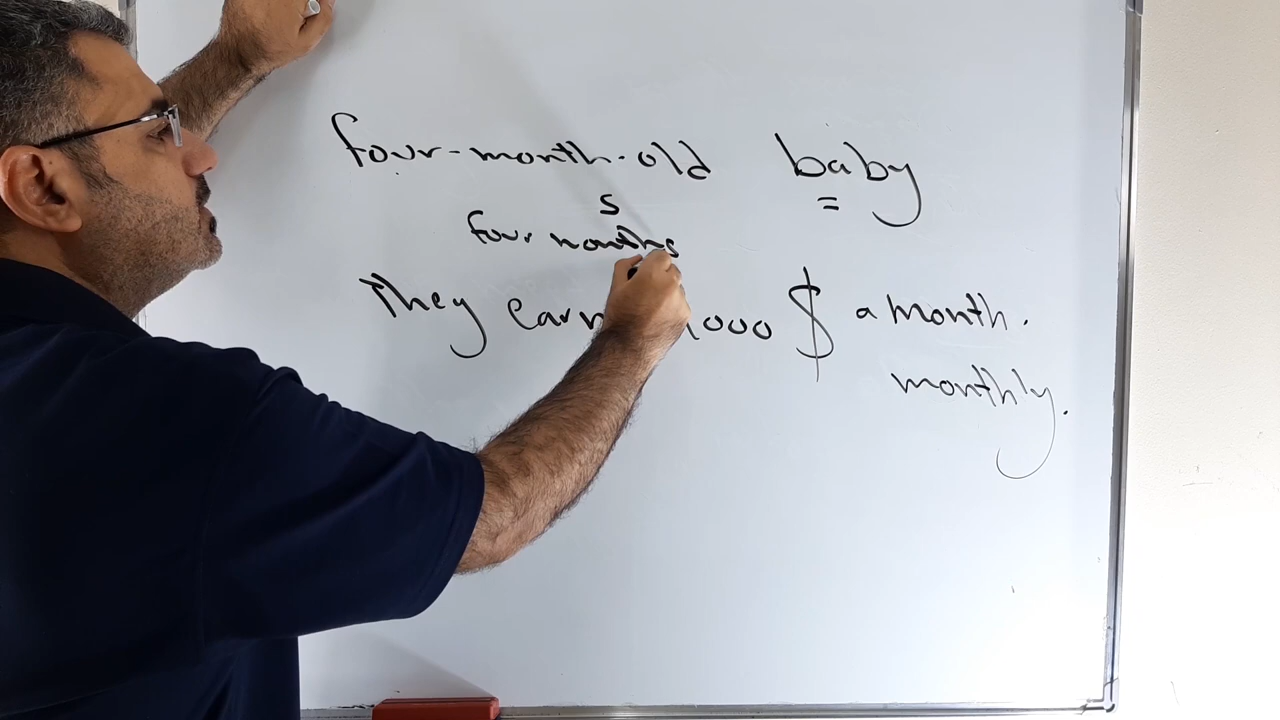 four-month-old baby
s
=
four months
They earn 1000 $ a month.
monthly.